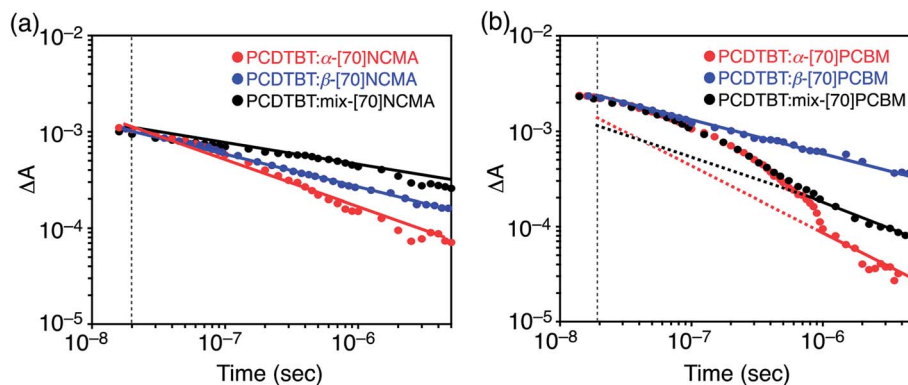 (a)
10⁻²
PCDTBT:α-[70]NCMA
PCDTBT:β-[70]NCMA
PCDTBT:mix-[70]NCMA
10⁻³
ΔA
10⁻⁴
10⁻⁵
10⁻⁸
10⁻⁷
10⁻⁶
Time (sec)
(b)
10⁻²
PCDTBT:α-[70]PCBM
PCDTBT:β-[70]PCBM
PCDTBT:mix-[70]PCBM
10⁻³
ΔA
10⁻⁴
10⁻⁵
10⁻⁸
10⁻⁷
10⁻⁶
Time (sec)